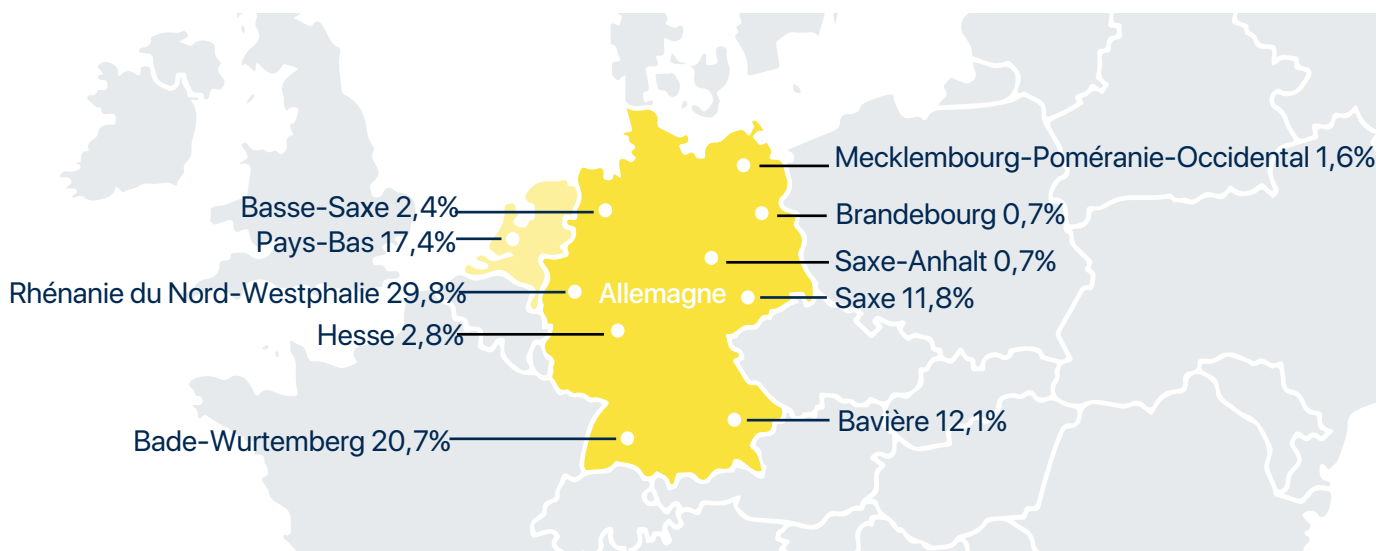 Mecklembourg-Poméranie-Occidental 1,6%
Basse-Saxe 2,4%
Brandebourg 0,7%
Pays-Bas 17,4%
Saxe-Anhalt 0,7%
Rhénanie du Nord-Westphalie 29,8%
Allemagne
Saxe 11,8%
Hesse 2,8%
Bavière 12,1%
Bade-Wurtemberg 20,7%